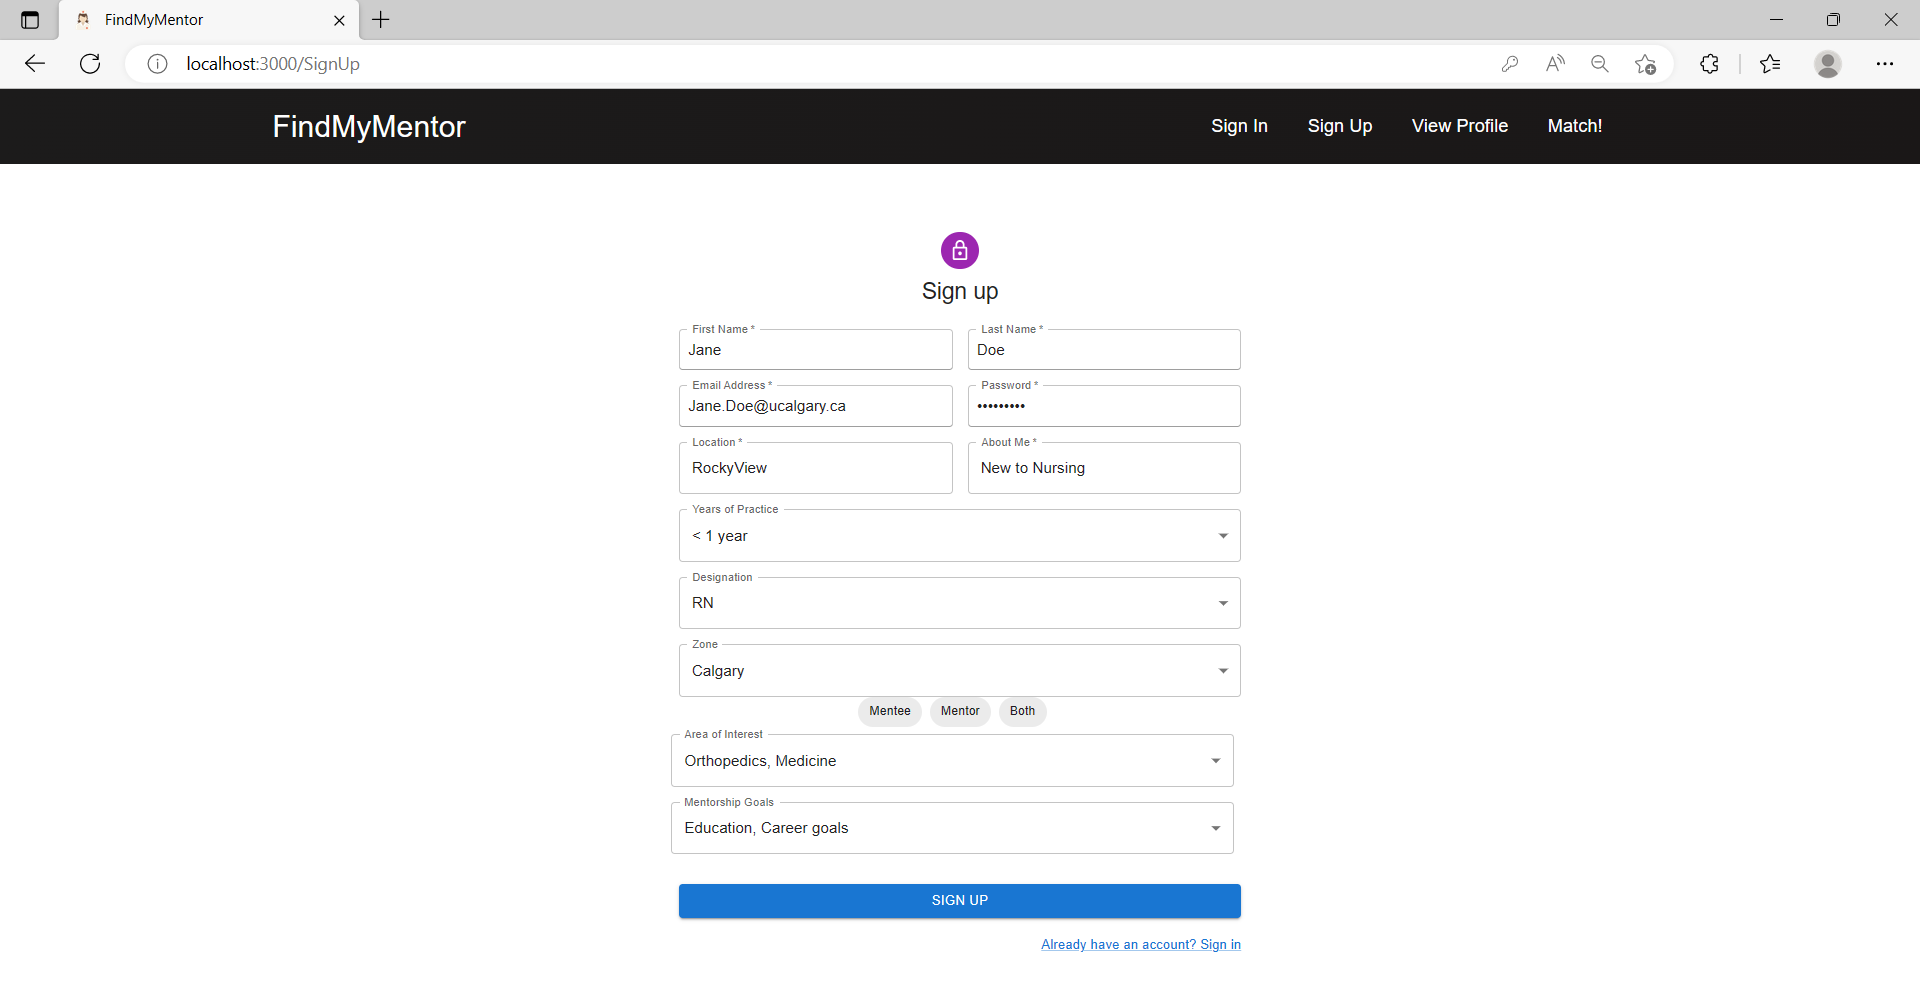 FindMyMentor
localhost:3000/SignUp
FindMyMentor
Sign In Sign Up View Profile Match!
Sign up
First Name * Last Name *
Jane Doe
Email Address * Password *
Jane.Doe@ucalgary.ca •••••••••
Location * About Me *
RockyView New to Nursing
Years of Practice
< 1 year
Designation
RN
Zone
Calgary
Mentee Mentor Both
Area of Interest
Orthopedics, Medicine
Mentorship Goals
Education, Career goals
SIGN UP
Already have an account? Sign in